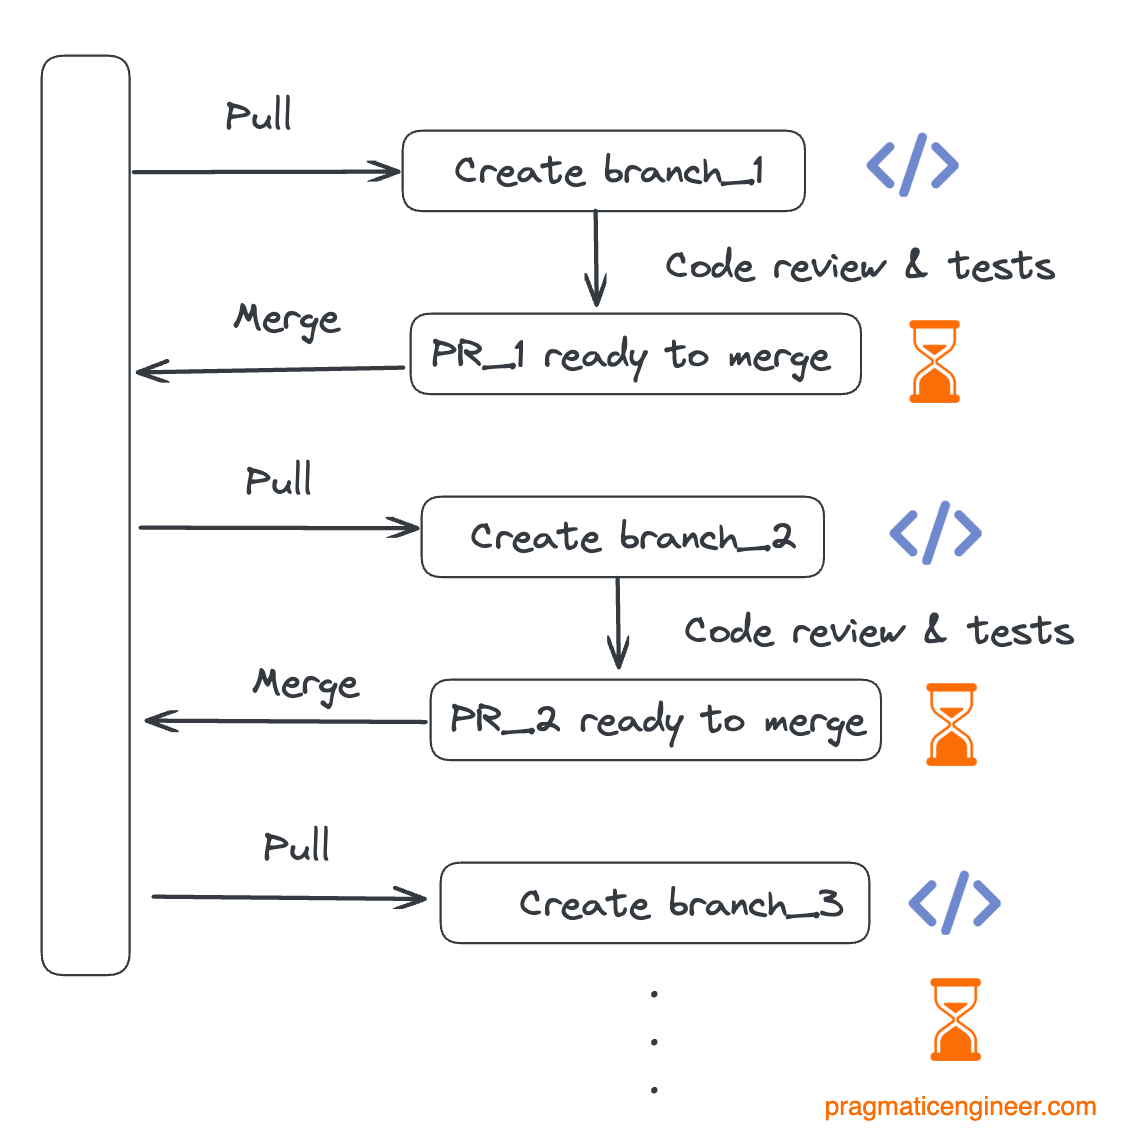 Pull
Create branch_1
</>
Code review & tests
Merge
PR_1 ready to merge
Pull
Create branch_2
</>
Code review & tests
Merge
PR_2 ready to merge
Pull
Create branch_3
</>
.
.
.
pragmaticengineer.com